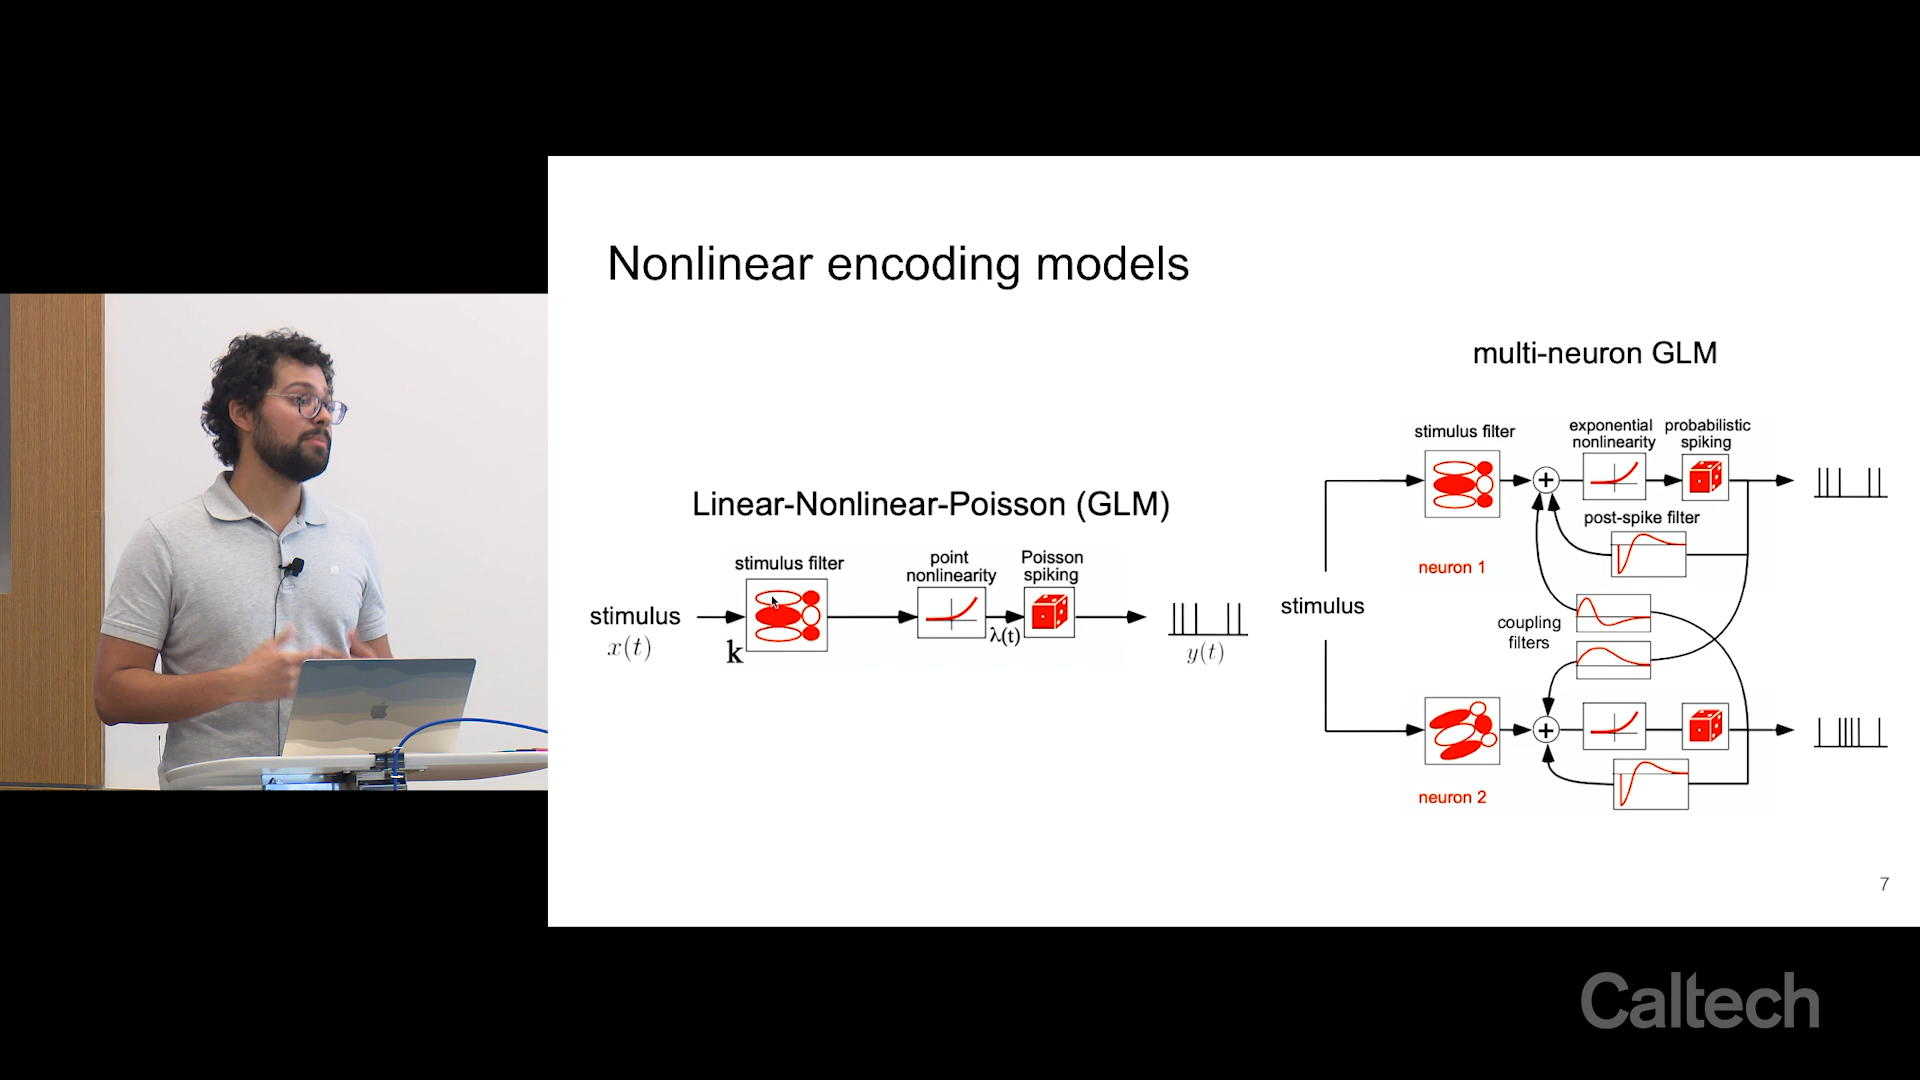 Nonlinear encoding models
Linear-Nonlinear-Poisson (GLM)
stimulus filter
point
nonlinearity
Poisson
spiking
stimulus
x(t)
k
λ(t)
y(t)
multi-neuron GLM
stimulus filter
exponential
nonlinearity
probabilistic
spiking
post-spike filter
neuron 1
stimulus
coupling
filters
neuron 2
7
Caltech